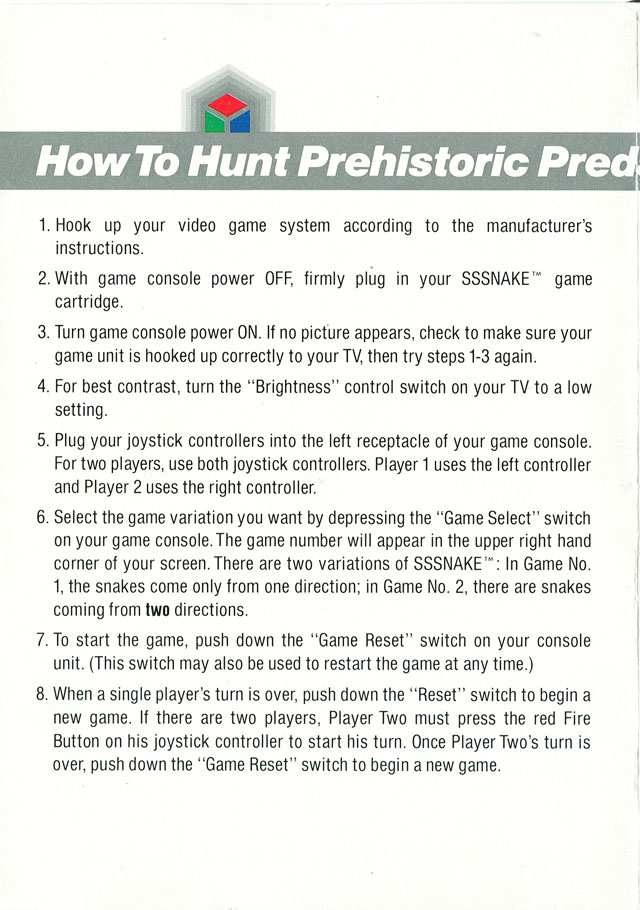 How To Hunt Prehistoric Pred
1. Hook up your video game system according to the manufacturer's
instructions.
2. With game console power OFF, firmly plug in your SSSNAKE™ game
cartridge.
3. Turn game console power ON. If no picture appears, check to make sure your
game unit is hooked up correctly to your TV, then try steps 1-3 again.
4. For best contrast, turn the "Brightness" control switch on your TV to a low
setting.
5. Plug your joystick controllers into the left receptacle of your game console.
For two players, use both joystick controllers. Player 1 uses the left controller
and Player 2 uses the right controller.
6. Select the game variation you want by depressing the "Game Select" switch
on your game console. The game number will appear in the upper right hand
corner of your screen. There are two variations of SSSNAKE™: In Game No.
1, the snakes come only from one direction; in Game No. 2, there are snakes
coming from two directions.
7. To start the game, push down the "Game Reset" switch on your console
unit. (This switch may also be used to restart the game at any time.)
8. When a single player's turn is over, push down the "Reset" switch to begin a
new game. If there are two players, Player Two must press the red Fire
Button on his joystick controller to start his turn. Once Player Two's turn is
over, push down the "Game Reset" switch to begin a new game.